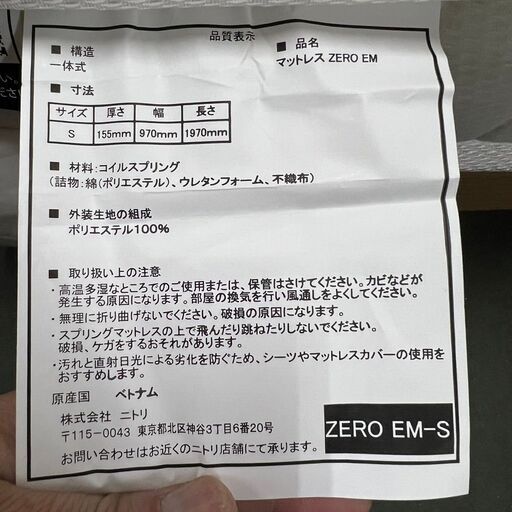 品質表示
■ 構造
一体式
■ 品名
マットレス ZERO EM
■ 寸法
サイズ 厚さ 幅 長さ
S 155mm 970mm 1970mm
■ 材料:コイルスプリング
(詰物:綿(ポリエステル)、ウレタンフォーム、不織布)
■ 外装生地の組成
ポリエステル100%
■ 取り扱い上の注意
・高温多湿なところでのご使用または、保管はさけてください。カビなどが
発生する原因になります。部屋の換気を行い風通しをよくしてください。
・無理に折り曲げないでください。破損の原因になります。
・スプリングマットレスの上で飛んだり跳ねたりしないでください。
破損、ケガをするおそれがあります。
・汚れと直射日光による劣化を防ぐため、シーツやマットレスカバーの使用を
おすすめします。
原産国 ベトナム
株式会社 ニトリ
〒115-0043 東京都北区神谷3丁目6番20号
お問い合わせはお近くのニトリ店舗にて承ります。
ZERO EM-S